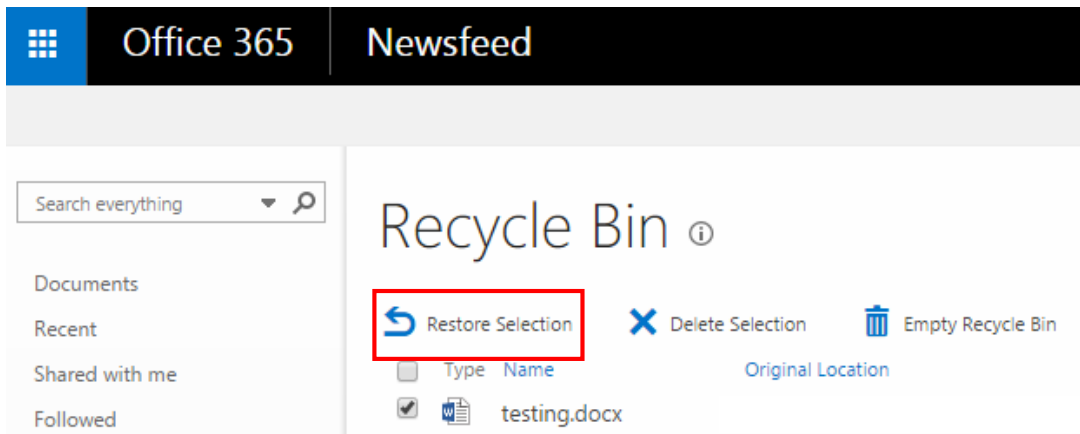 Office 365 Newsfeed
Search everything
Documents
Recent
Shared with me
Followed
Recycle Bin
Restore Selection Delete Selection Empty Recycle Bin
Type Name Original Location
testing.docx